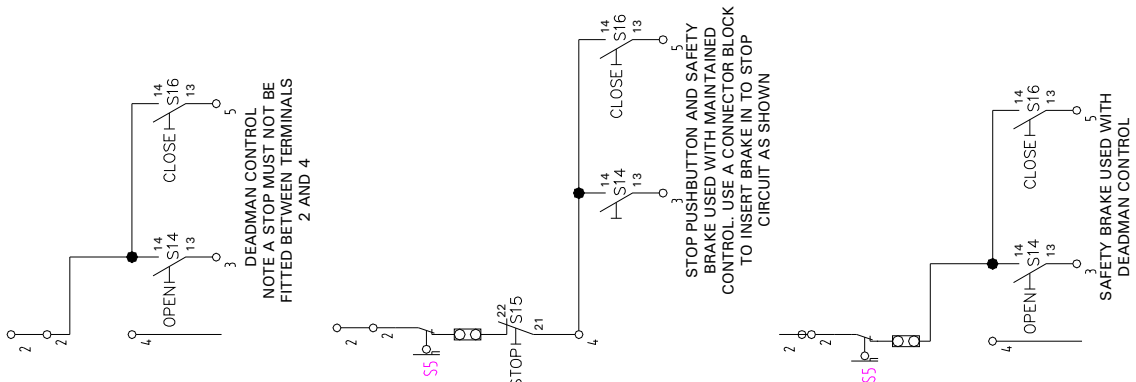 2
2
4
OPEN
14
S14
13
3
CLOSE
14
S16
13
5
DEADMAN CONTROL
NOTE A STOP MUST NOT BE
FITTED BETWEEN TERMINALS
2 AND 4
2
2
S5
STOP
22
S15
21
4
14
S14
13
3
CLOSE
14
S16
13
5
STOP PUSHBUTTON AND SAFETY
BRAKE USED WITH MAINTAINED
CONTROL. USE A CONNECTOR BLOCK
TO INSERT BRAKE IN TO STOP
CIRCUIT AS SHOWN
2
2
S5
4
OPEN
14
S14
13
3
CLOSE
14
S16
13
5
SAFETY BRAKE USED WITH
DEADMAN CONTROL